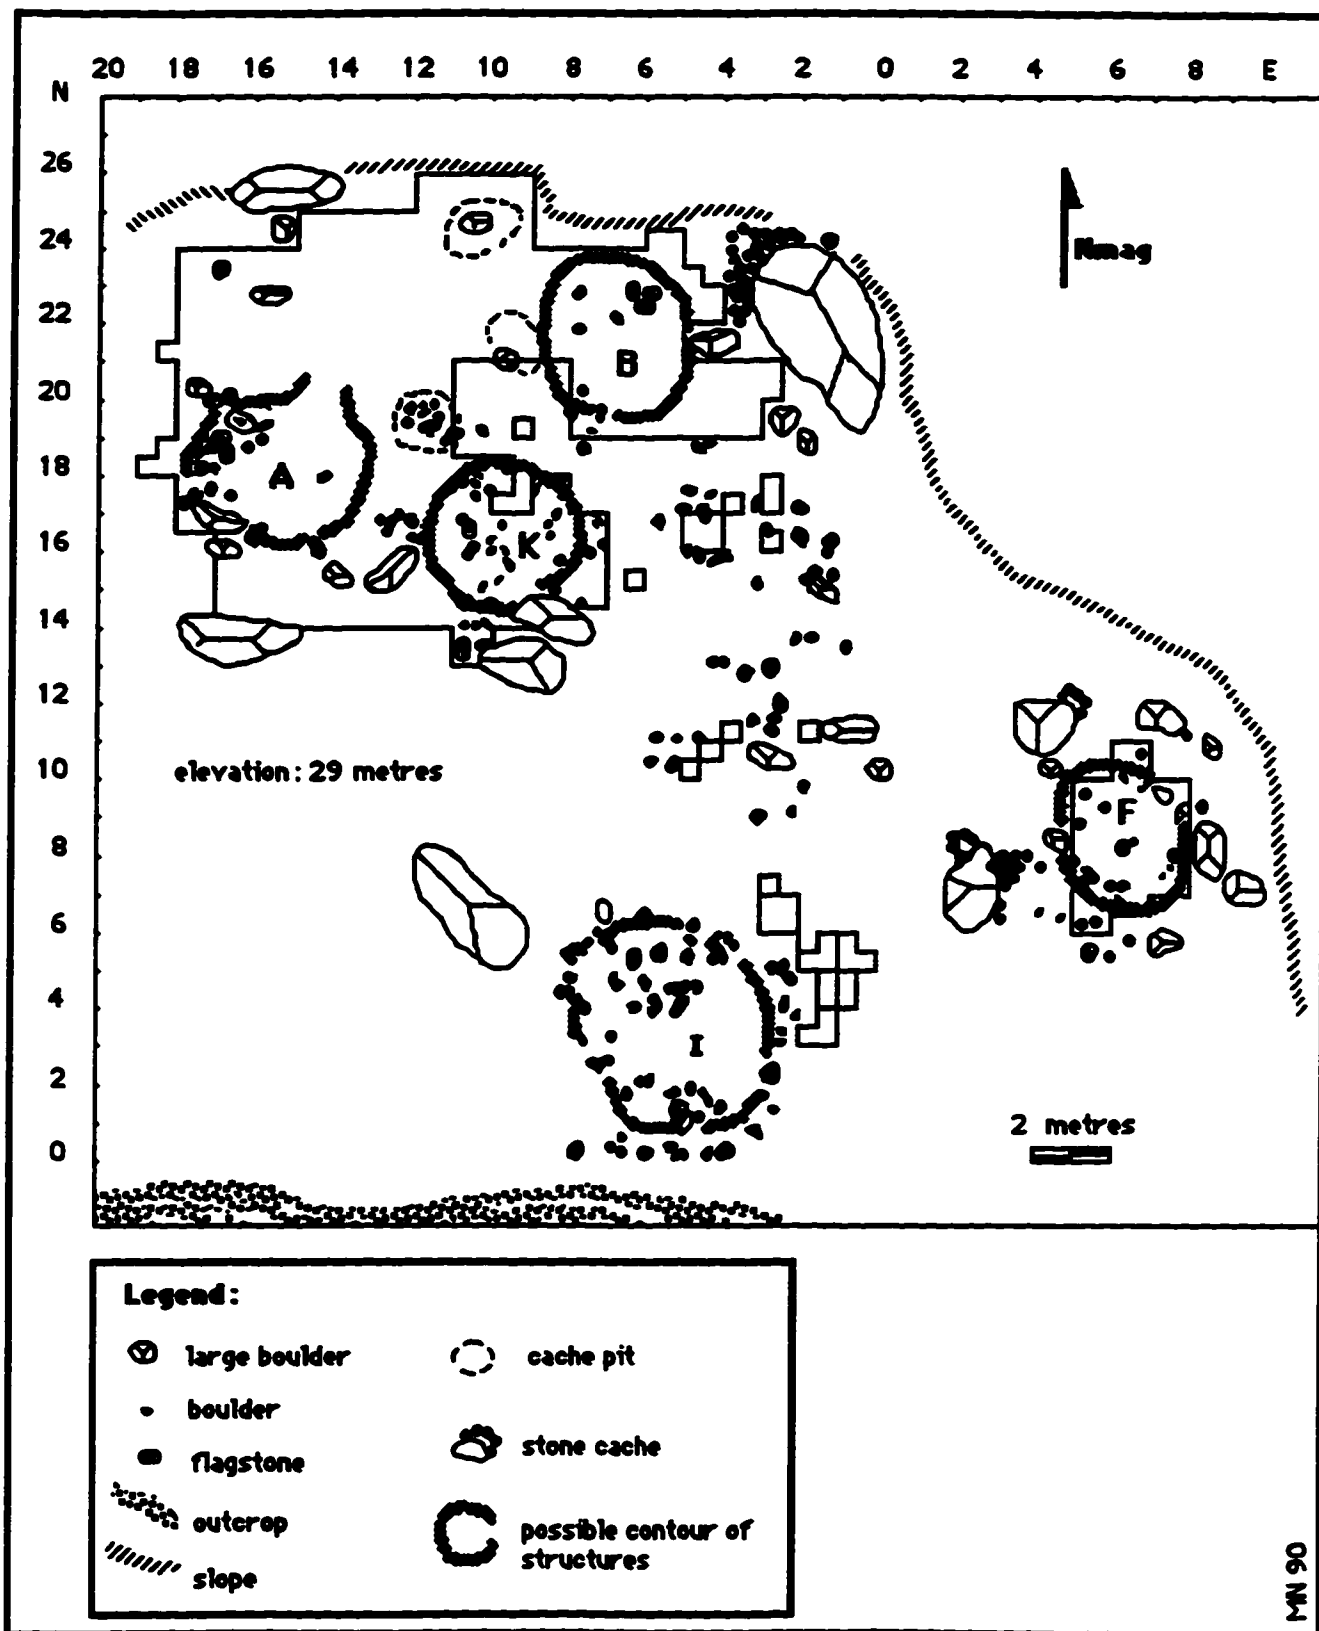 20 18 16 14 12 10 8 6 4 2 0 2 4 6 8 E
N
26
24
22
20
18
16
14
12
10
8
6
4
2
0
Nmag
B
A
K
elevation: 29 metres
F
I
2 metres
Legend:
large boulder
boulder
flagstone
outcrop
slope
cache pit
stone cache
possible contour of
structures
MN 90